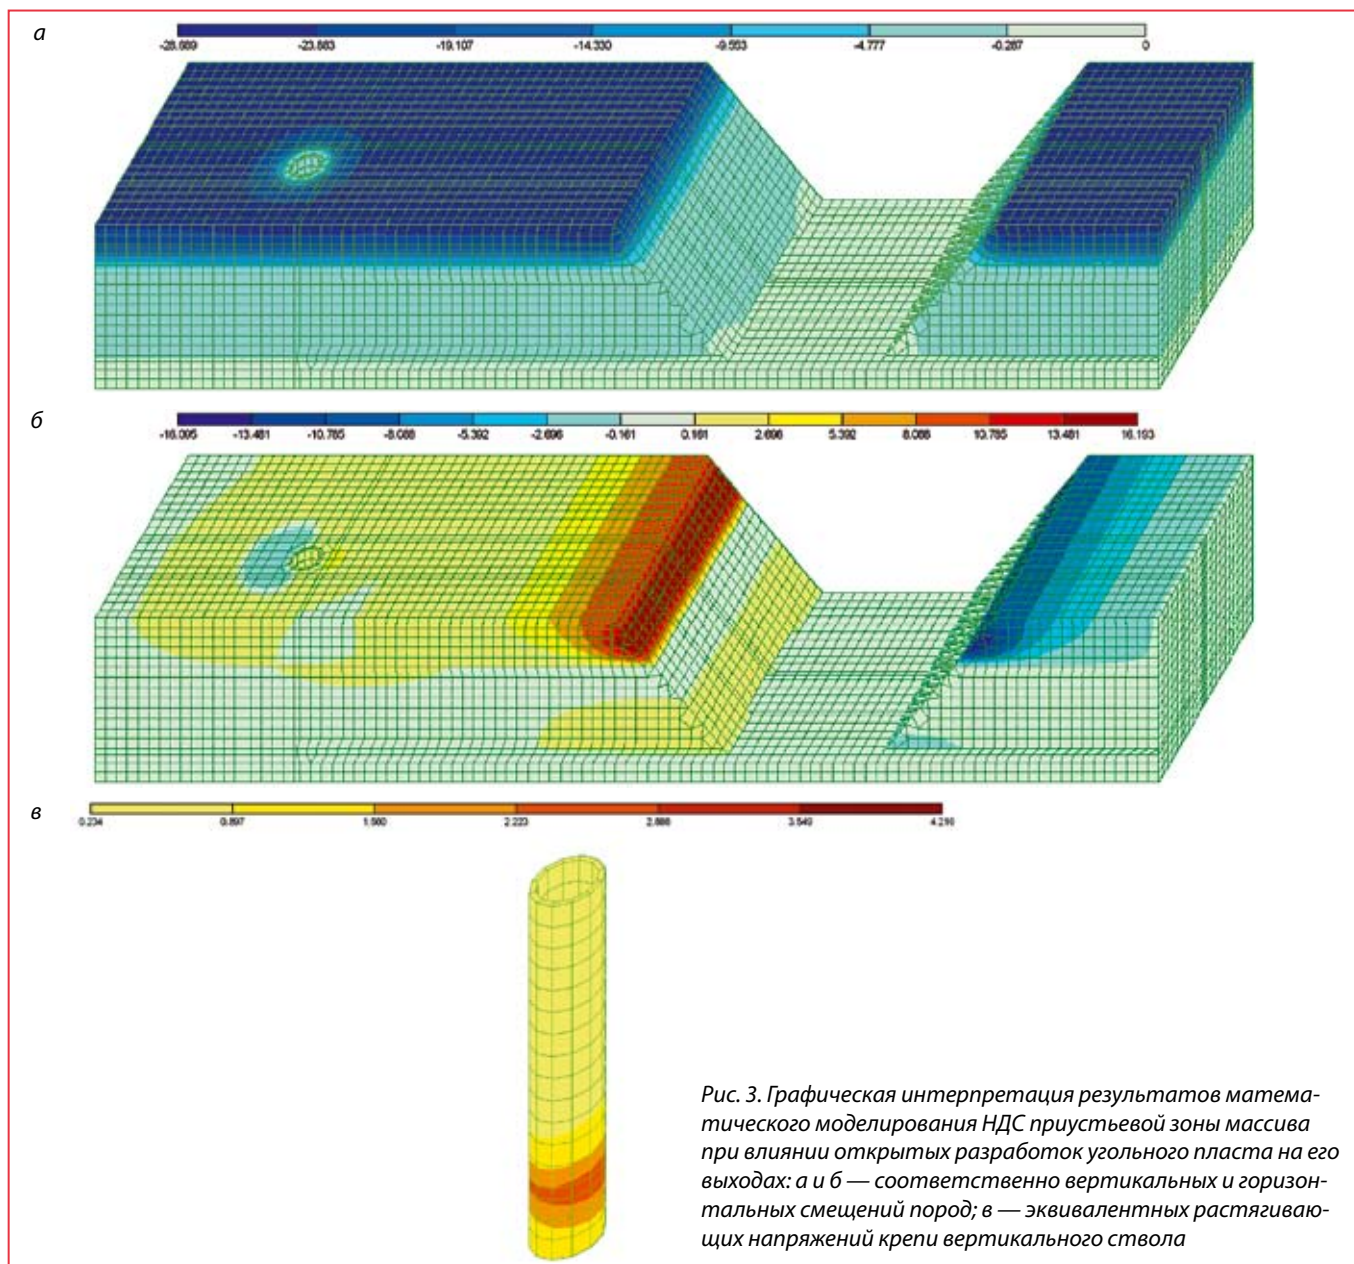 а
-28.689 -23.883 -19.107 -14.330 -9.553 -4.777 -0.287 0
б
-16.005 -13.481 -10.785 -8.088 -5.392 -2.696 -0.161 0.161 2.696 5.392 8.088 10.785 13.481 16.193
в
0.234 0.897 1.560 2.223 2.886 3.549 4.216
Рис. 3. Графическая интерпретация результатов матема-
тического моделирования НДС приустьевой зоны массива
при влиянии открытых разработок угольного пласта на его
выходах: а и б — соответственно вертикальных и горизон-
тальных смещений пород; в — эквивалентных растягиваю-
щих напряжений крепи вертикального ствола